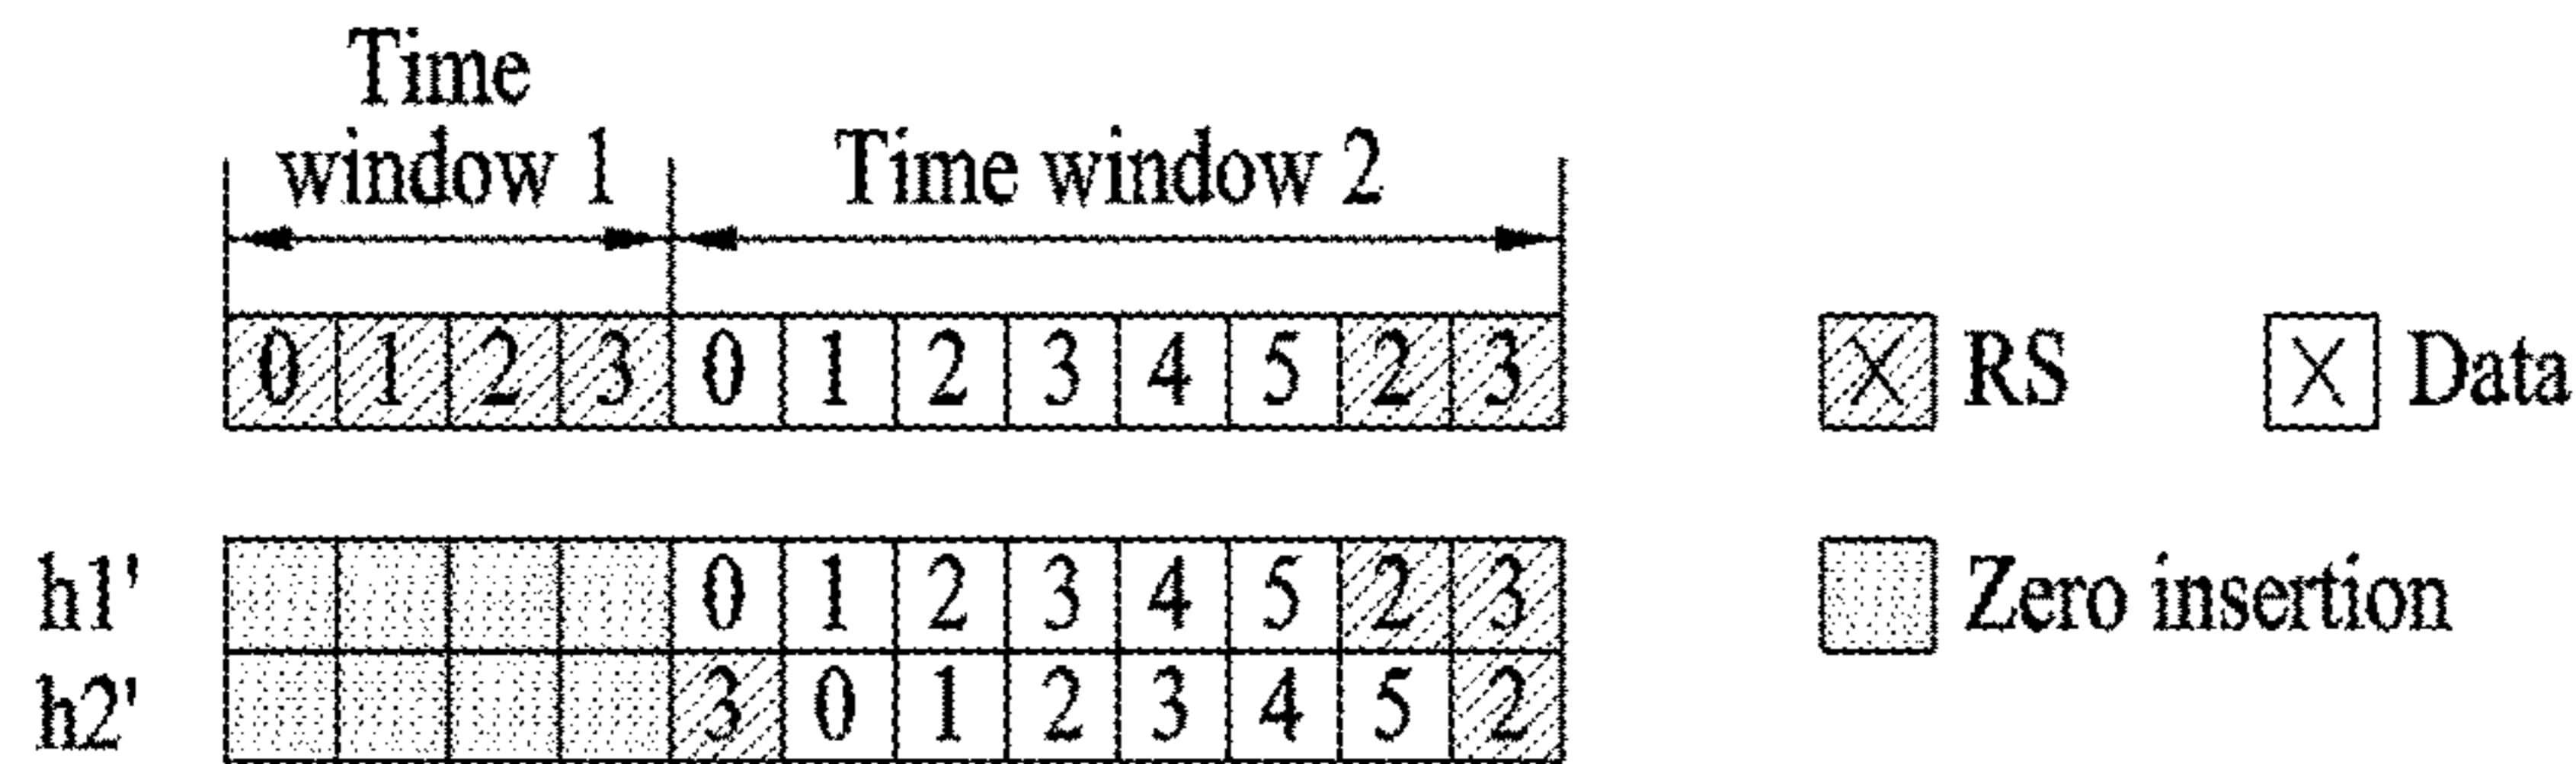 Time
window 1
Time window 2
0 1 2 3 0 1 2 3 4 5 2 3
X RS
X Data
h1' 0 1 2 3 4 5 2 3
Zero insertion
h2' 3 0 1 2 3 4 5 2